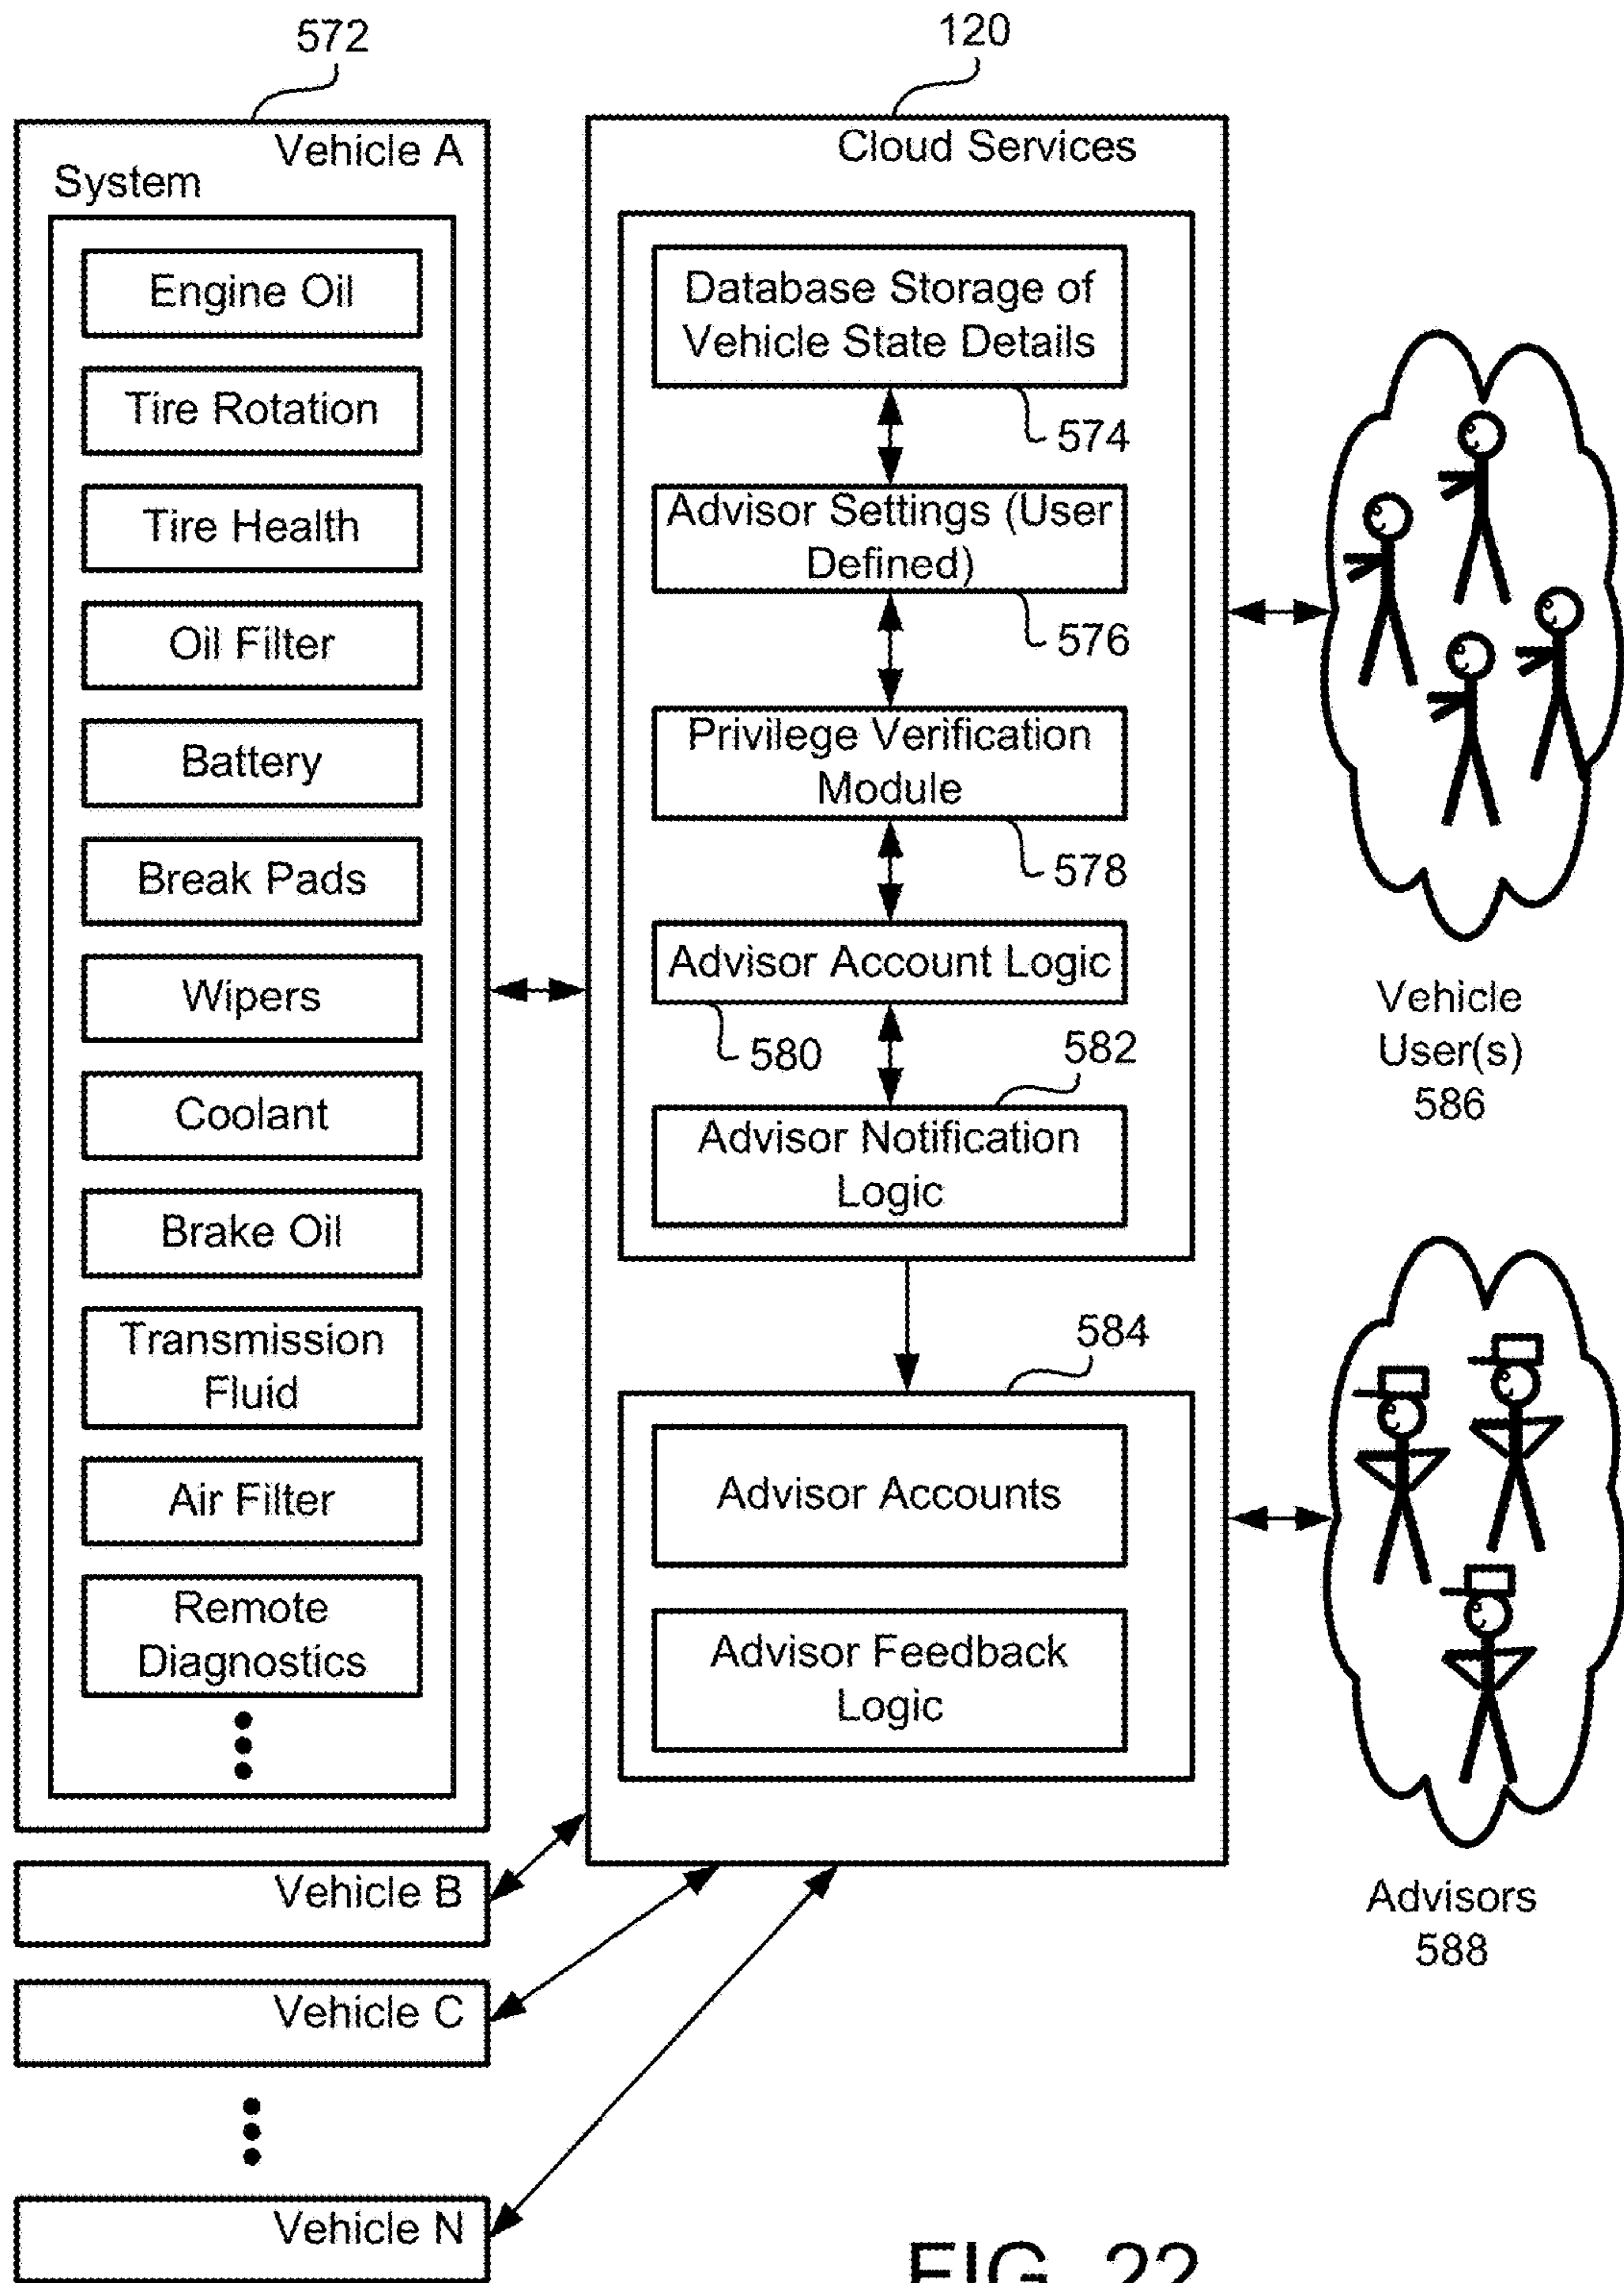 572
Vehicle A
System
Engine Oil
Tire Rotation
Tire Health
Oil Filter
Battery
Break Pads
Wipers
Coolant
Brake Oil
Transmission
Fluid
Air Filter
Remote
Diagnostics
Vehicle B
Vehicle C
Vehicle N
120
Cloud Services
Database Storage of
Vehicle State Details
574
Advisor Settings (User
Defined)
576
Privilege Verification
Module
578
Advisor Account Logic
580
582
Advisor Notification
Logic
584
Advisor Accounts
Advisor Feedback
Logic
Vehicle
User(s)
586
Advisors
588
FIG. 22